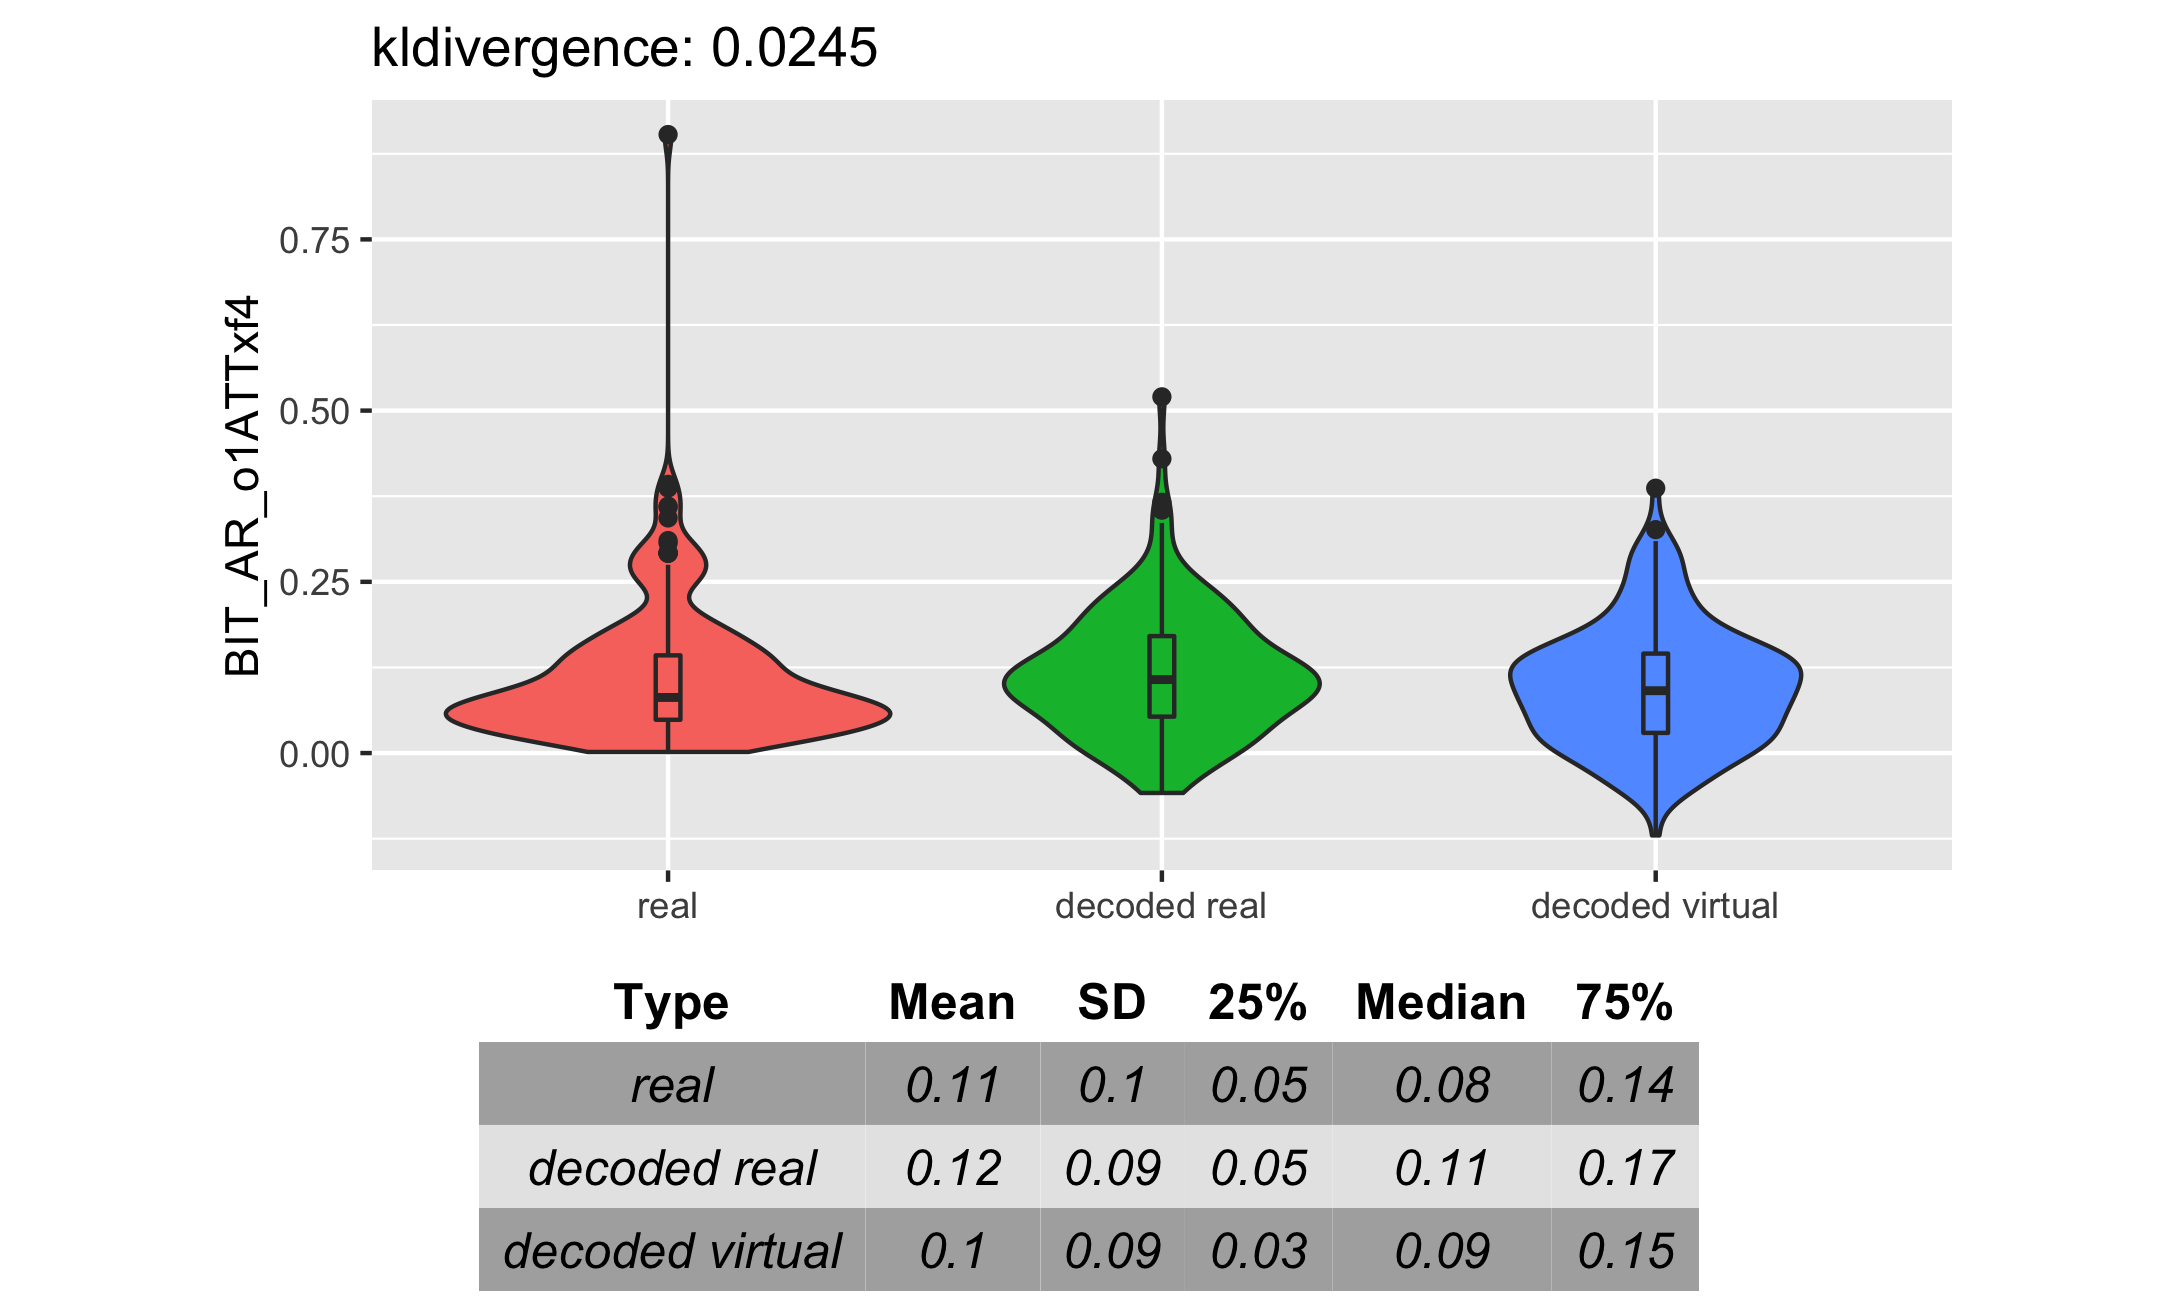 kldivergence: 0.0245
BIT_AR_o1ATTxf4
0.75
0.50
0.25
0.00
real decoded real decoded virtual
Type Mean SD 25% Median 75%
real 0.11 0.1 0.05 0.08 0.14
decoded real 0.12 0.09 0.05 0.11 0.17
decoded virtual 0.1 0.09 0.03 0.09 0.15